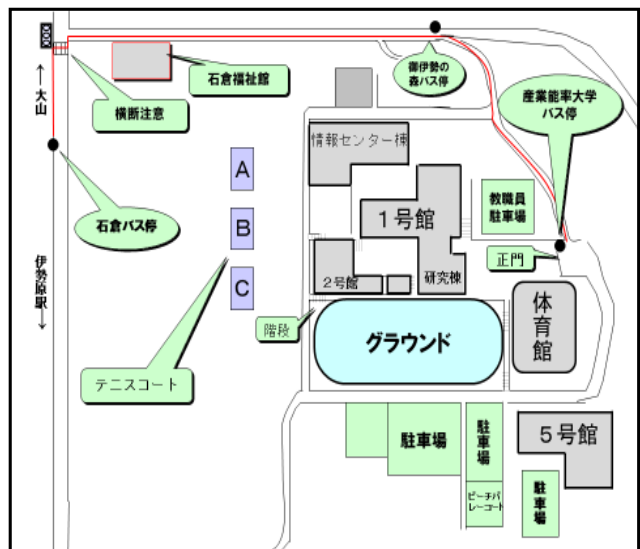 大山
石倉福祉館
横断注意
御伊勢の
森バス停
産業能率大学
バス停
情報センター棟
A
1号館
教職員
駐車場
石倉バス停
B
正門
2号館
研究棟
C
体育館
伊勢原駅
階段
グラウンド
テニスコート
駐車場
駐車場
5号館
ビーチバ
レーコート
駐車場